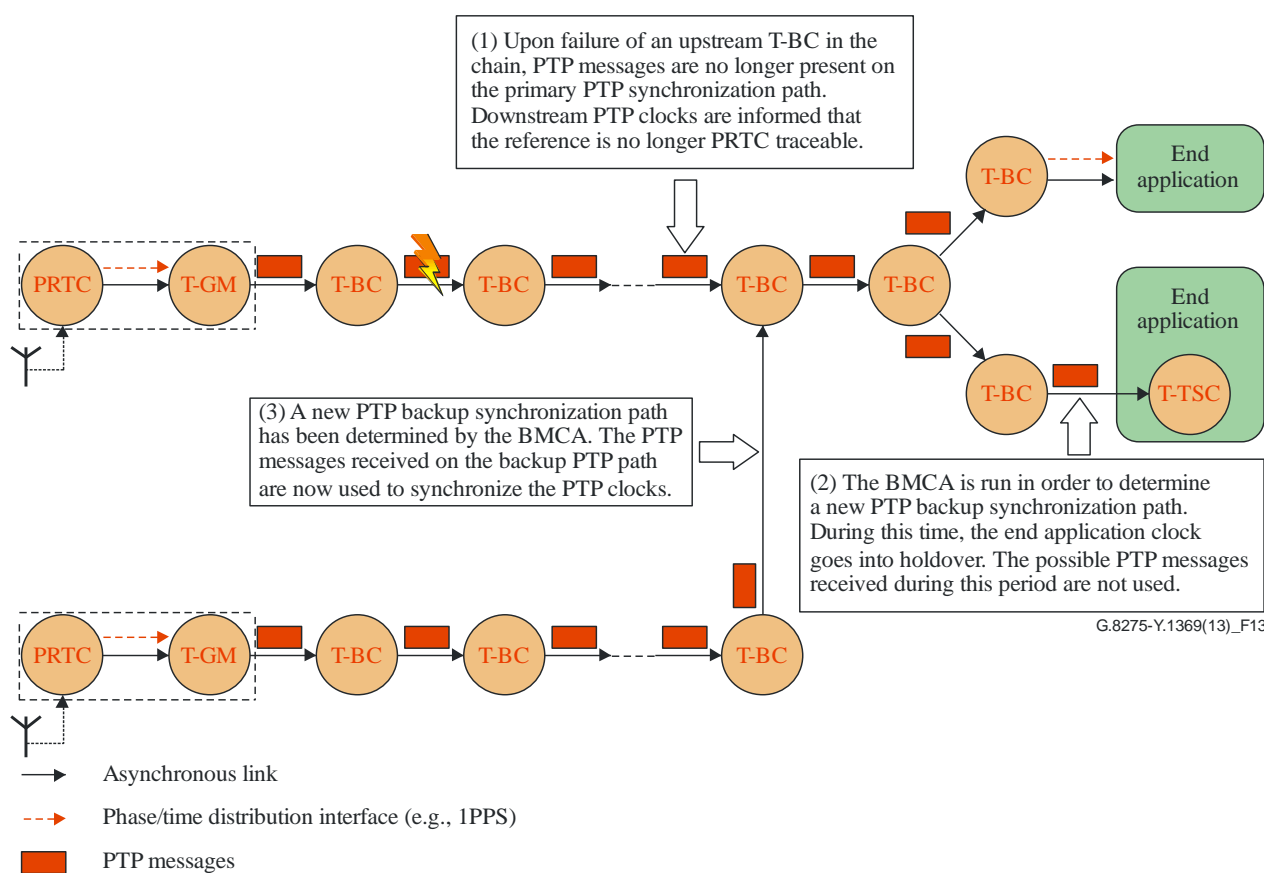 (1) Upon failure of an upstream T-BC in the
chain, PTP messages are no longer present on
the primary PTP synchronization path.
Downstream PTP clocks are informed that
the reference is no longer PRTC traceable.
T-BC
End
application
PRTC
T-GM
T-BC
T-BC
T-BC
T-BC
End
application
T-BC
T-TSC
(3) A new PTP backup synchronization path
has been determined by the BMCA. The PTP
messages received on the backup PTP path
are now used to synchronize the PTP clocks.
(2) The BMCA is run in order to determine
a new PTP backup synchronization path.
During this time, the end application clock
goes into holdover. The possible PTP messages
received during this period are not used.
G.8275-Y.1369(13)_F13
PRTC
T-GM
T-BC
T-BC
T-BC
Asynchronous link
Phase/time distribution interface (e.g., 1PPS)
PTP messages